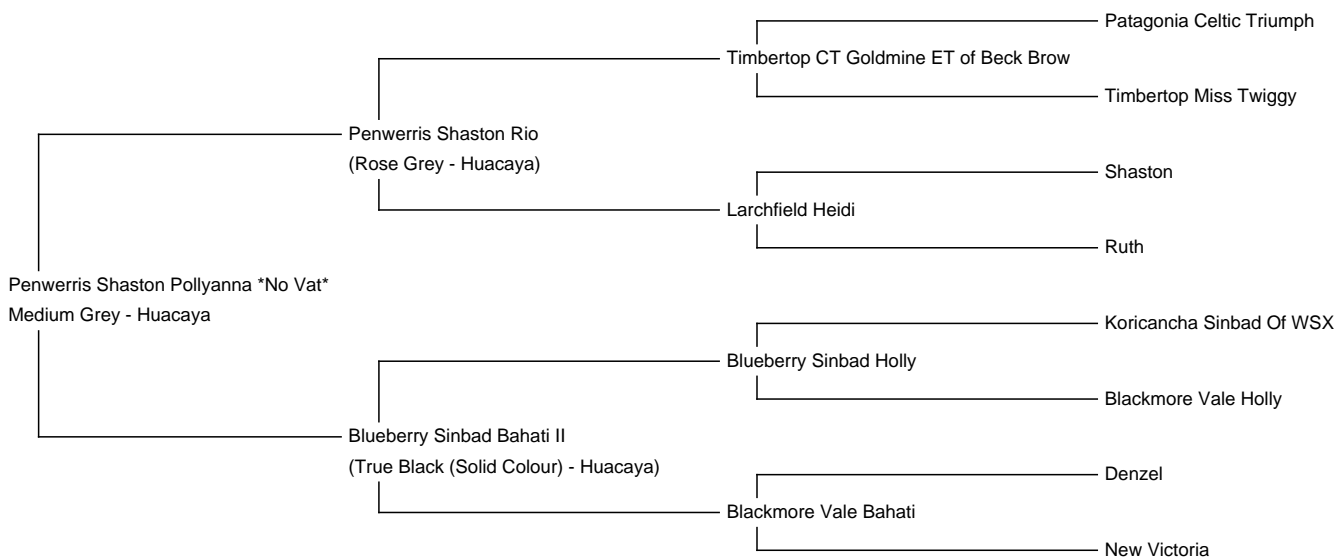 Patagonia Celtic Triumph
Timbertop CT Goldmine ET of Beck Brow
Timbertop Miss Twiggy
Penwerris Shaston Rio
(Rose Grey - Huacaya)
Shaston
Larchfield Heidi
Ruth
Penwerris Shaston Pollyanna *No Vat*
Medium Grey - Huacaya
Koricancha Sinbad Of WSX
Blueberry Sinbad Holly
Blackmore Vale Holly
Blueberry Sinbad Bahati II
(True Black (Solid Colour) - Huacaya)
Denzel
Blackmore Vale Bahati
New Victoria